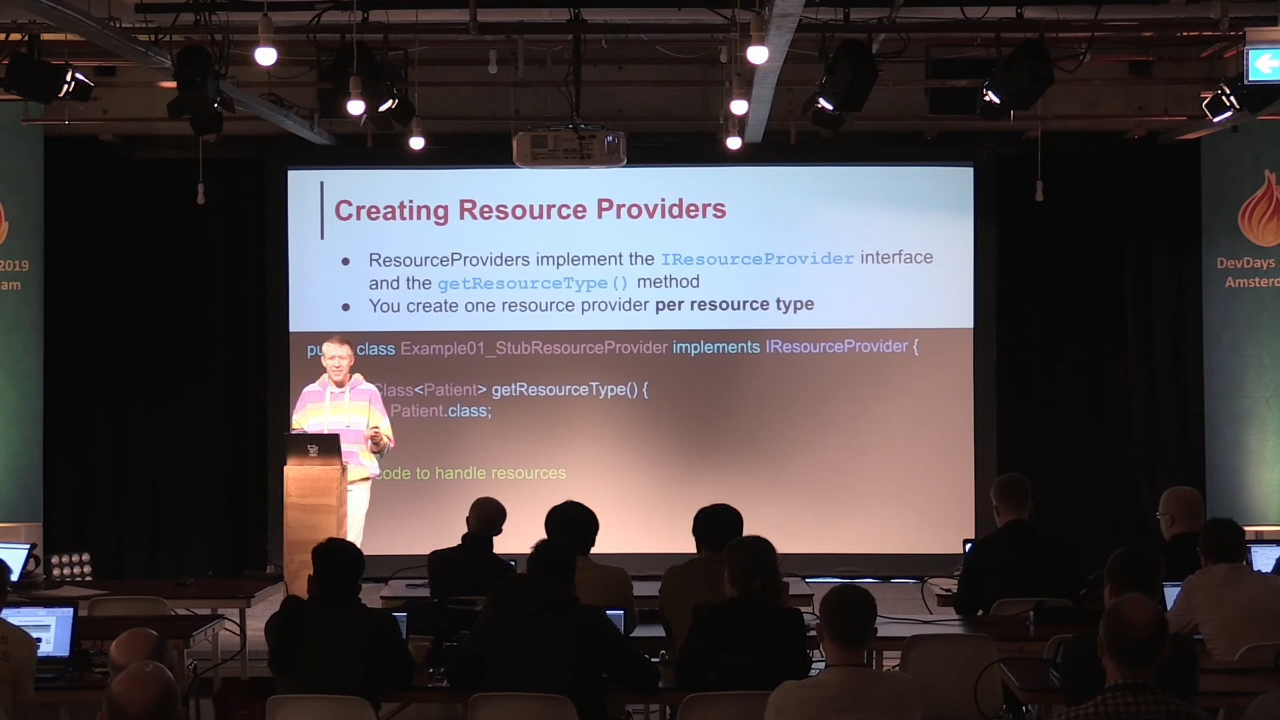 Creating Resource Providers
● ResourceProviders implement the IResourceProvider interface
and the getResourceType() method
● You create one resource provider per resource type
class Example01_StubResourceProvider implements IResourceProvider {
Class<Patient> getResourceType() {
Patient.class;
code to handle resources
2019
DevDays